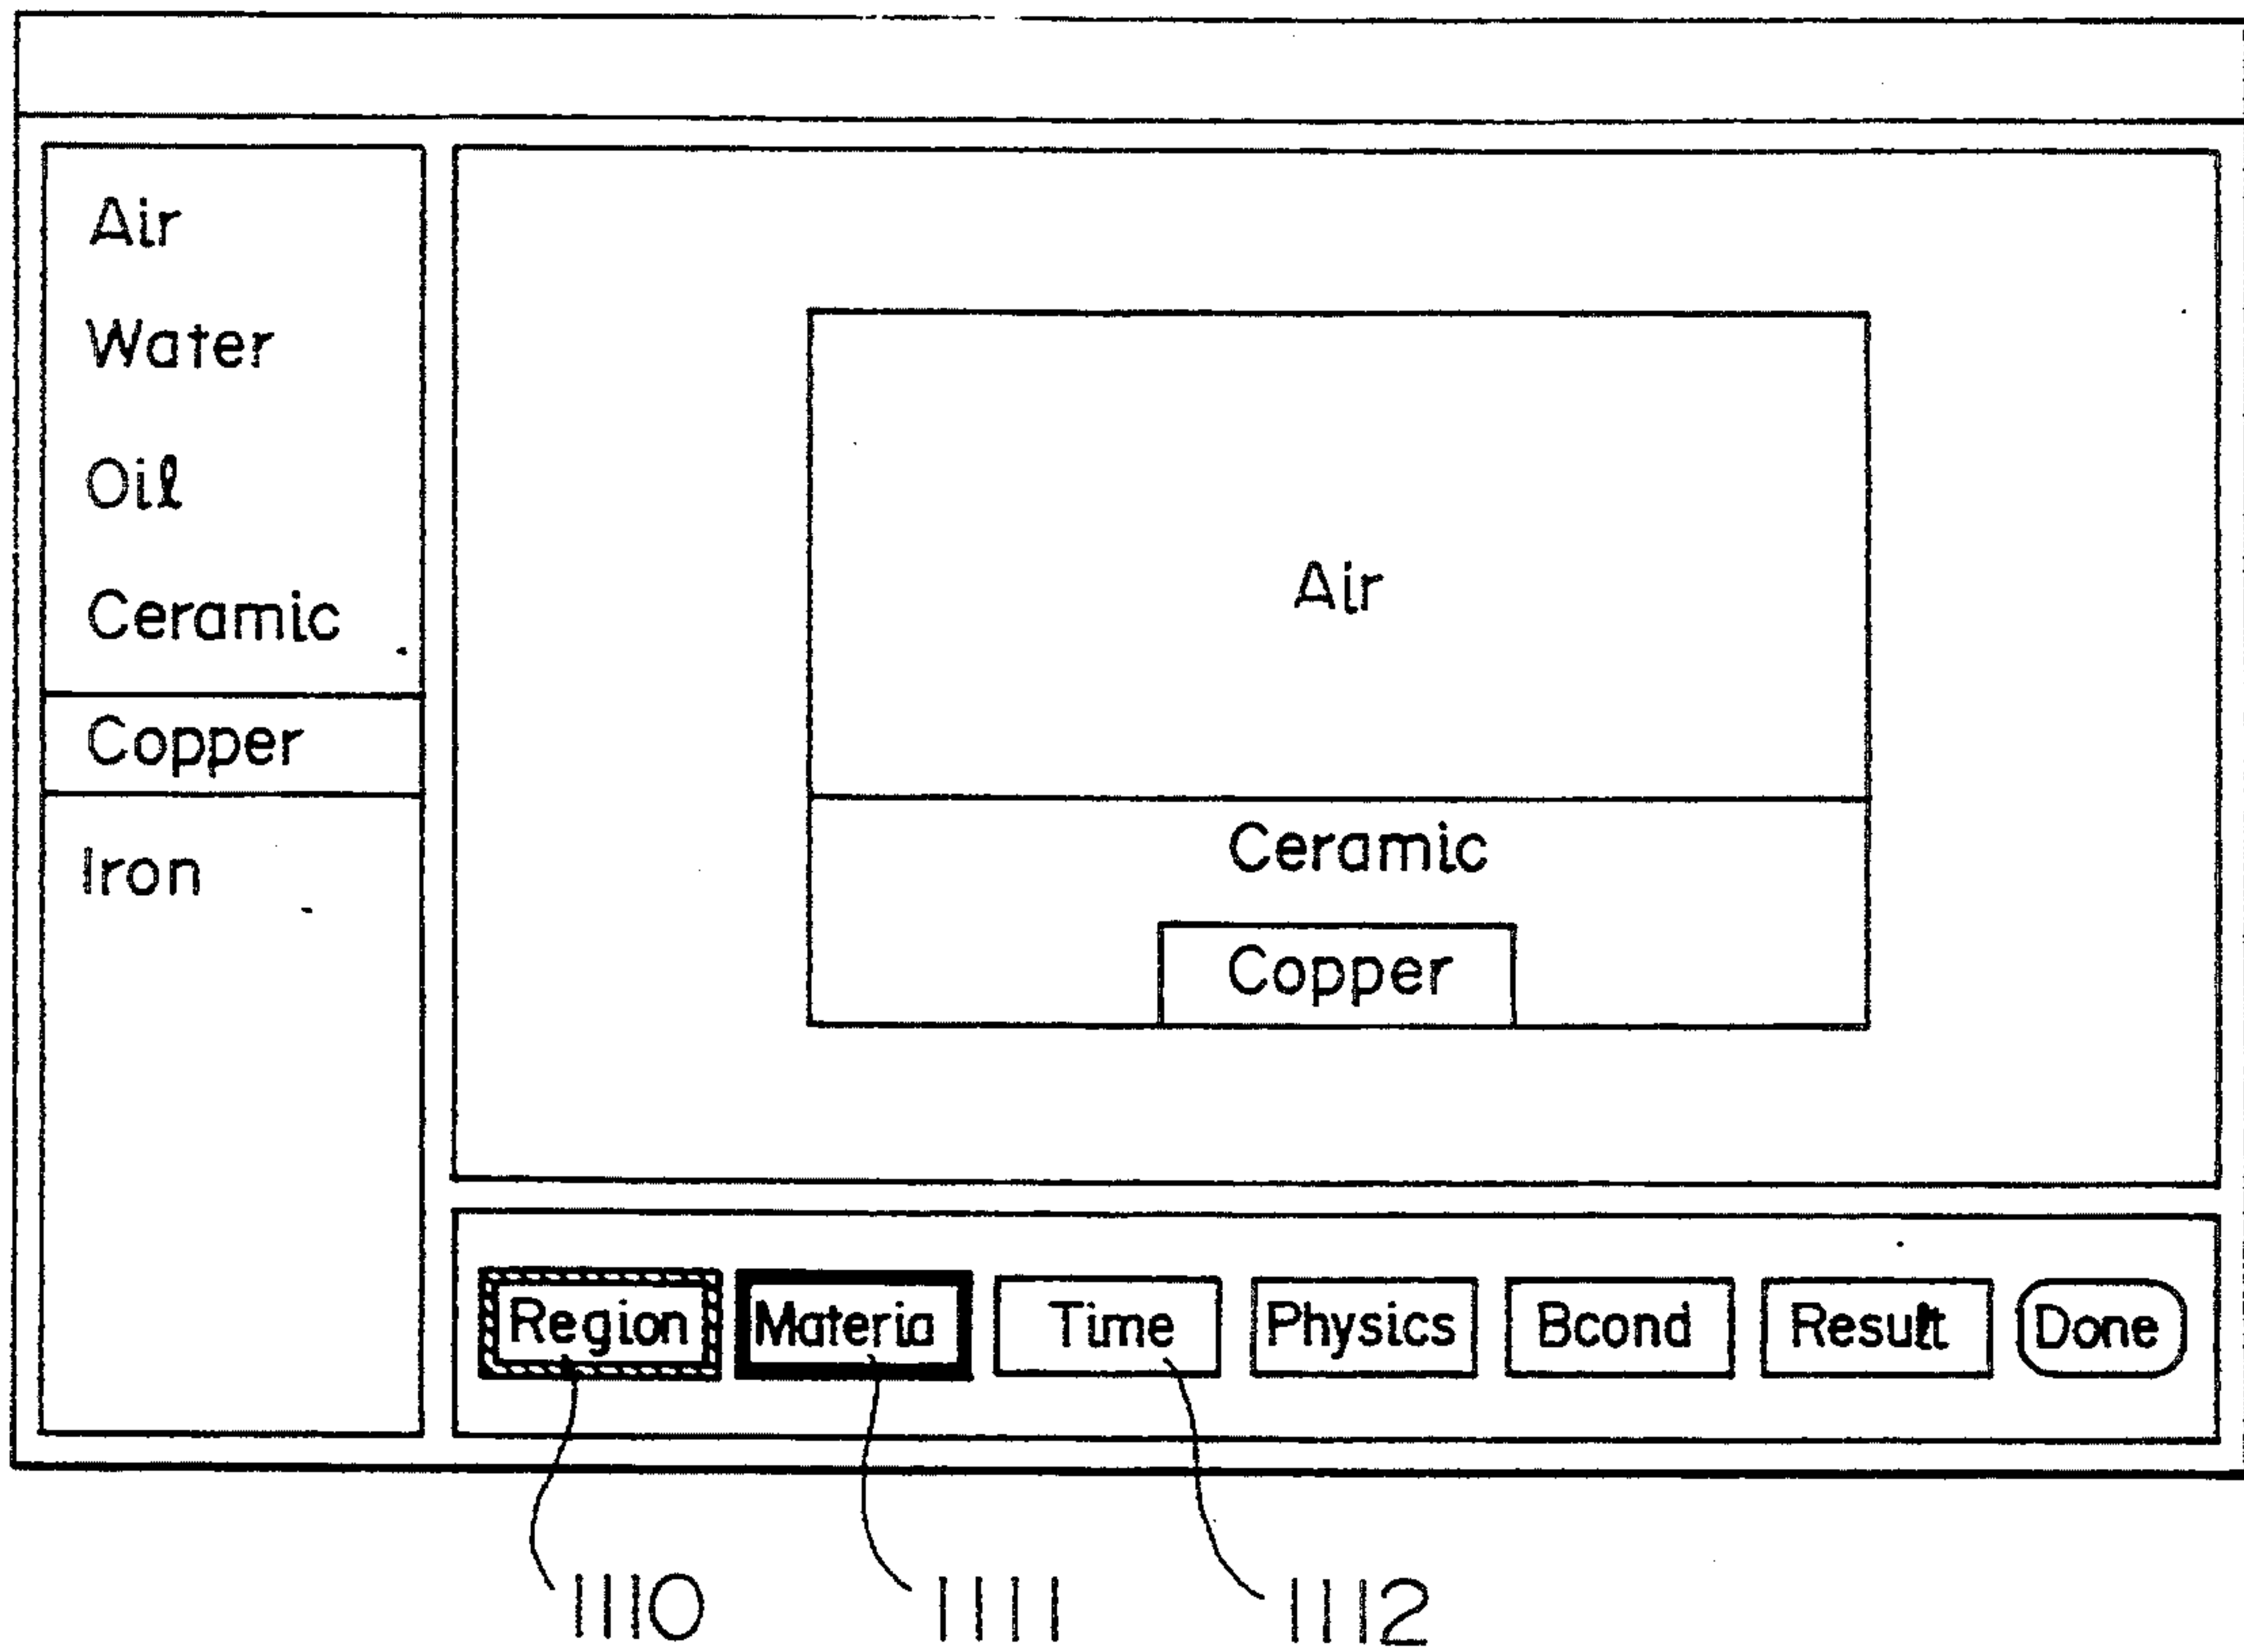 Air
Water
Oil
Ceramic
Copper
Iron
Air
Ceramic
Copper
Region Materia Time Physics Bcond Result Done
1110 1111 1112